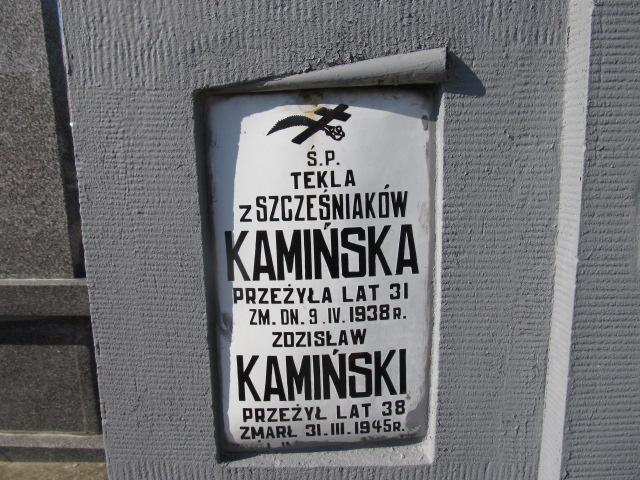 Ś.P.
TEKLA
z SZCZEŚNIAKÓW
KAMIŃSKA
PRZEŻYŁA LAT 31
ZM. DN. 9.IV.1938 R.
ZDZISŁAW
KAMIŃSKI
PRZEŻYŁ LAT 38
ZMARŁ 31.III.1945R.